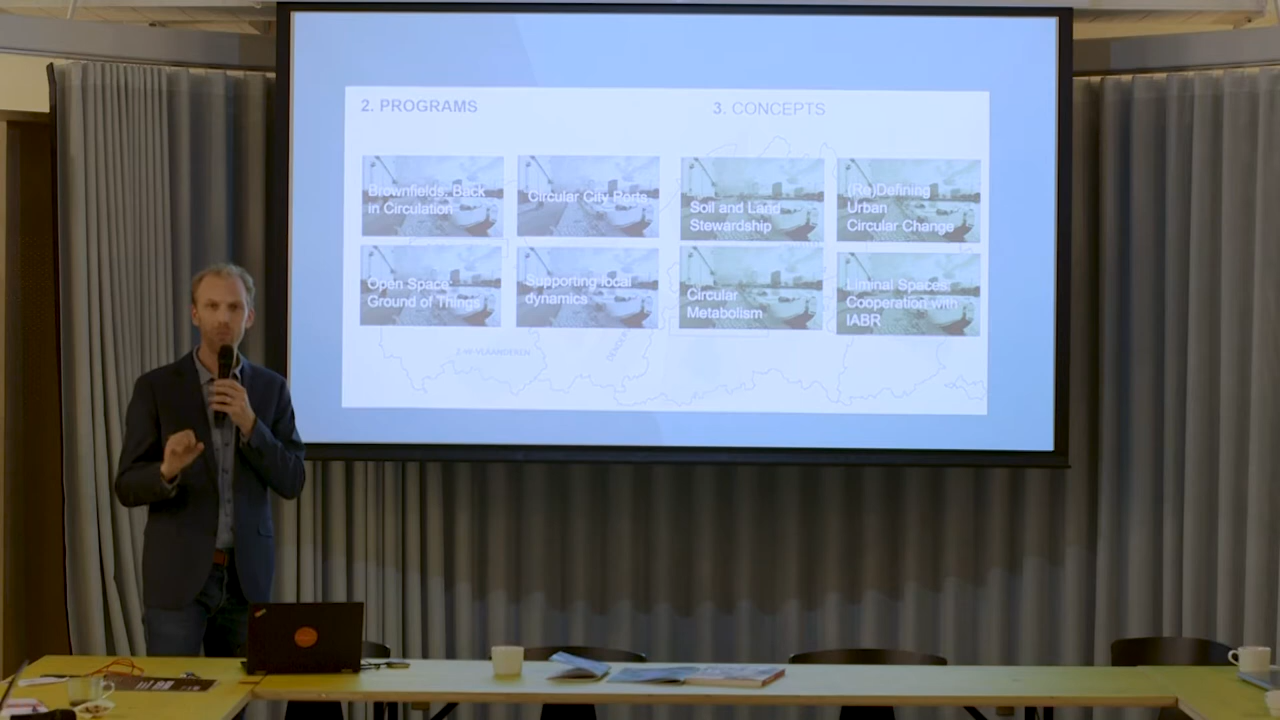 2. PROGRAMS
3. CONCEPTS
Brownfields: Back
in Circulation
Circular City Ports
Soil and Land
Stewardship
(Re)Defining
Urban
Circular Change
Open Space:
Ground of Things
Supporting local
dynamics
Circular
Metabolism
Liminal Spaces:
Cooperation with
IABR
Z-W-VLAANDEREN